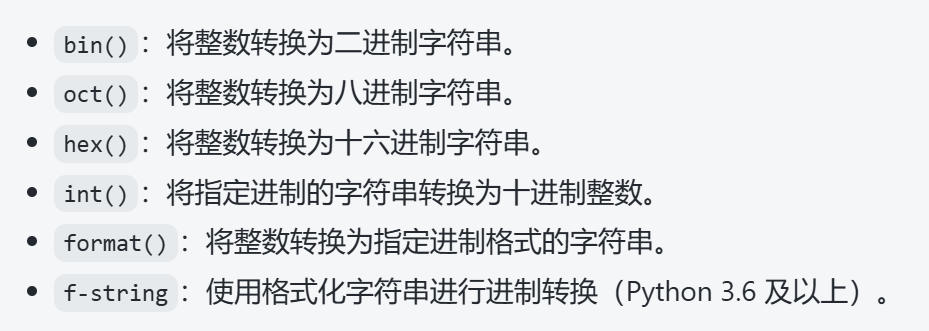 • bin()：将整数转换为二进制字符串。
• oct()：将整数转换为八进制字符串。
• hex()：将整数转换为十六进制字符串。
• int()：将指定进制的字符串转换为十进制整数。
• format()：将整数转换为指定进制格式的字符串。
• f-string：使用格式化字符串进行进制转换（Python 3.6 及以上）。